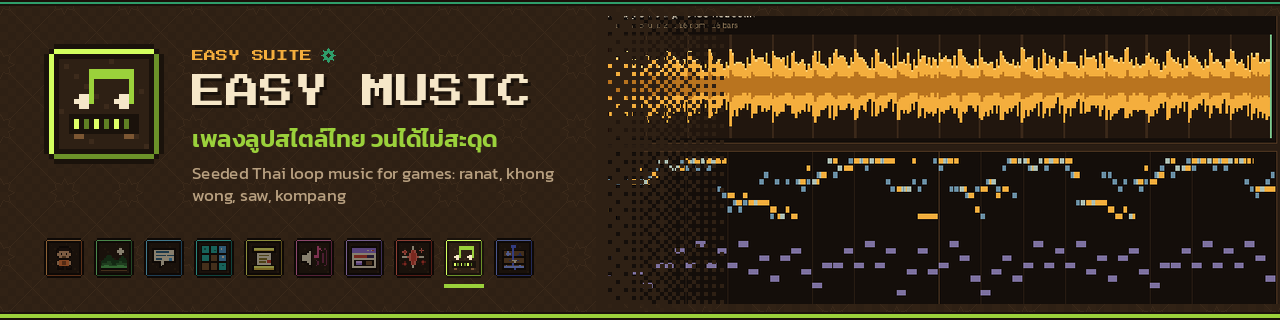 EASY SUITE
EASY MUSIC
เพลงลูปสไตล์ไทย วนได้ไม่สะดุด
Seeded Thai loop music for games: ranat, khong
wong, saw, kompang